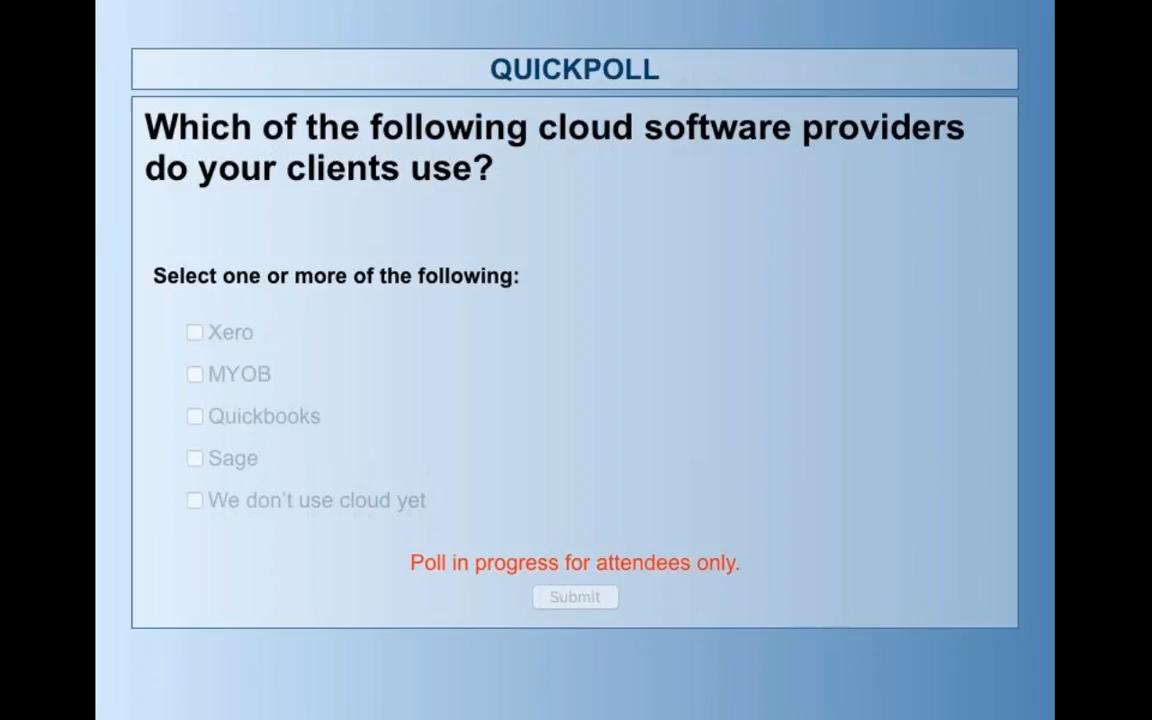 QUICKPOLL
Which of the following cloud software providers
do your clients use?
Select one or more of the following:
Xero
MYOB
Quickbooks
Sage
We don't use cloud yet
Poll in progress for attendees only.
Submit